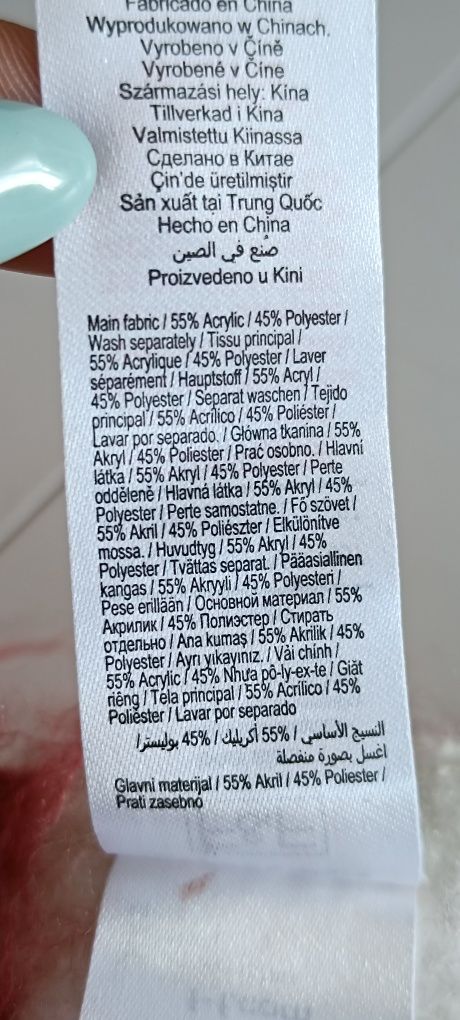 Fabricado en China
Wyprodukowano w Chinach.
Vyrobeno v Číně
Vyrobené v Číne
Származási hely: Kína
Tillverkad i Kina
Valmistettu Kiinassa
Сделано в Китае
Çin'de üretilmiştir
Sản xuất tại Trung Quốc
Hecho en China
صُنع في الصين
Proizvedeno u Kini
Main fabric / 55% Acrylic / 45% Polyester /
Wash separately / Tissu principal /
55% Acrylique / 45% Polyester / Laver
séparément / Hauptstoff / 55% Acryl /
45% Polyester / Separat waschen / Tejido
principal / 55% Acrílico / 45% Poliéster /
Lavar por separado. / Główna tkanina / 55%
Akryl / 45% Poliester / Prać osobno. / Hlavní
látka / 55% Akryl / 45% Polyester / Perte
odděleně / Hlavná látka / 55% Akryl / 45%
Polyester / Perte samostatne. / Fő szövet /
55% Akril / 45% Poliészter / Elkülönítve
mossa. / Huvudtyg / 55% Akryl / 45%
Polyester / Tvättas separat. / Pääasiallinen
kangas / 55% Akryyli / 45% Polyesteri /
Pese erillään / Основной материал / 55%
Акрилик / 45% Полиэстер / Стирать
отдельно / Ana kumaş / 55% Akrilik / 45%
Polyester / Ayrı yıkayınız. / Vải chính /
55% Acrylic / 45% Nhựa pô-ly-ex-te / Giặt
riêng / Tela principal / 55% Acrílico / 45%
Poliéster / Lavar por separado
النسيج الأساسي / 55% أكريليك / 45% بوليستر/
اغسل بصورة منفصلة
Glavni materijal / 55% Akril / 45% Poliester /
Prati zasebno